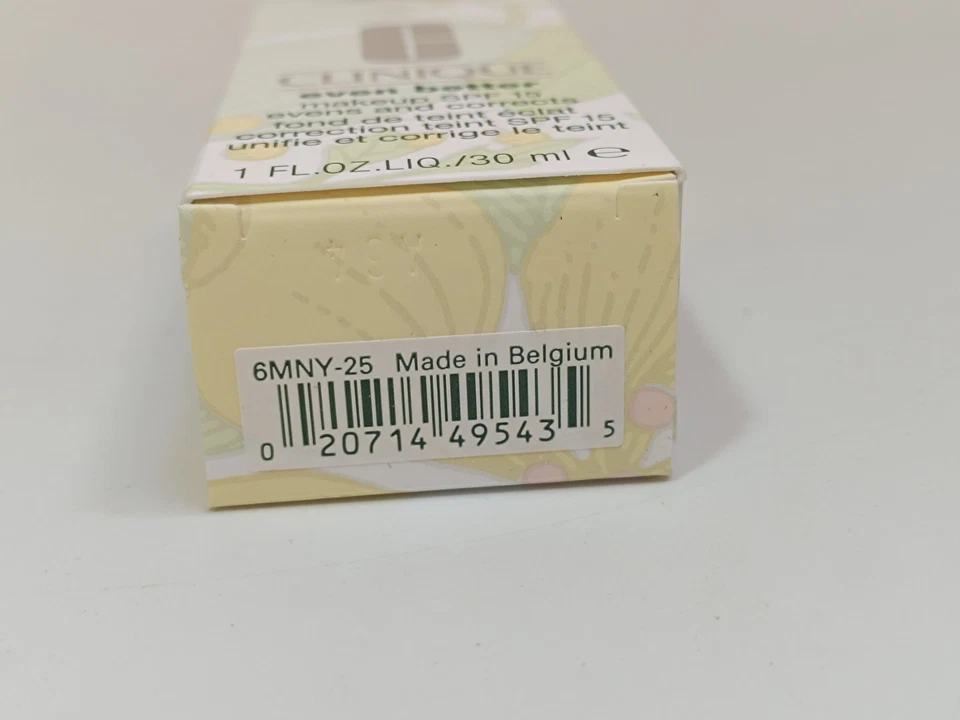 CLINIQUE
even better
makeup SPF 15
evens and corrects
fond de teint éclat
correction teint SPF 15
unifie et corrige le teint
1 FL.OZ.LIQ./30 ml e
6MNY-25 Made in Belgium
0 20714 49543 5